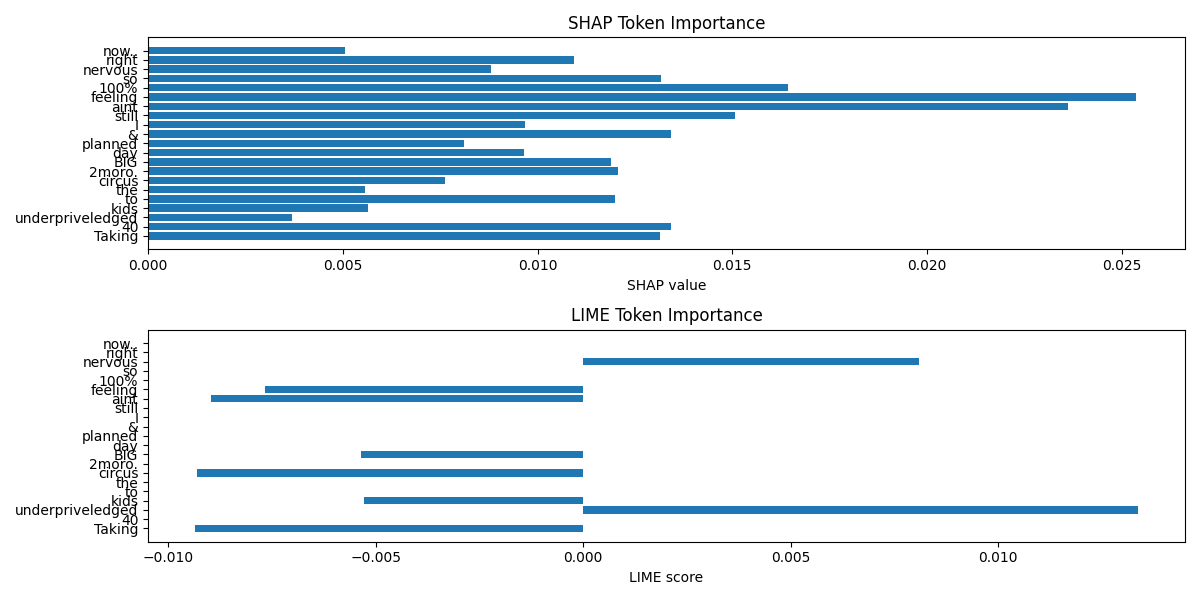 SHAP Token Importance
now.
right
nervous
so
100%
feeling
aint
still
I
&
planned
day
BIG
2moro.
circus
the
to
kids
underpriveledged
40
Taking
0.000 0.005 0.010 0.015 0.020 0.025
SHAP value
LIME Token Importance
now.
right
nervous
so
100%
feeling
aint
still
I
&
planned
day
BIG
2moro.
circus
the
to
kids
underpriveledged
40
Taking
−0.010 −0.005 0.000 0.005 0.010
LIME score